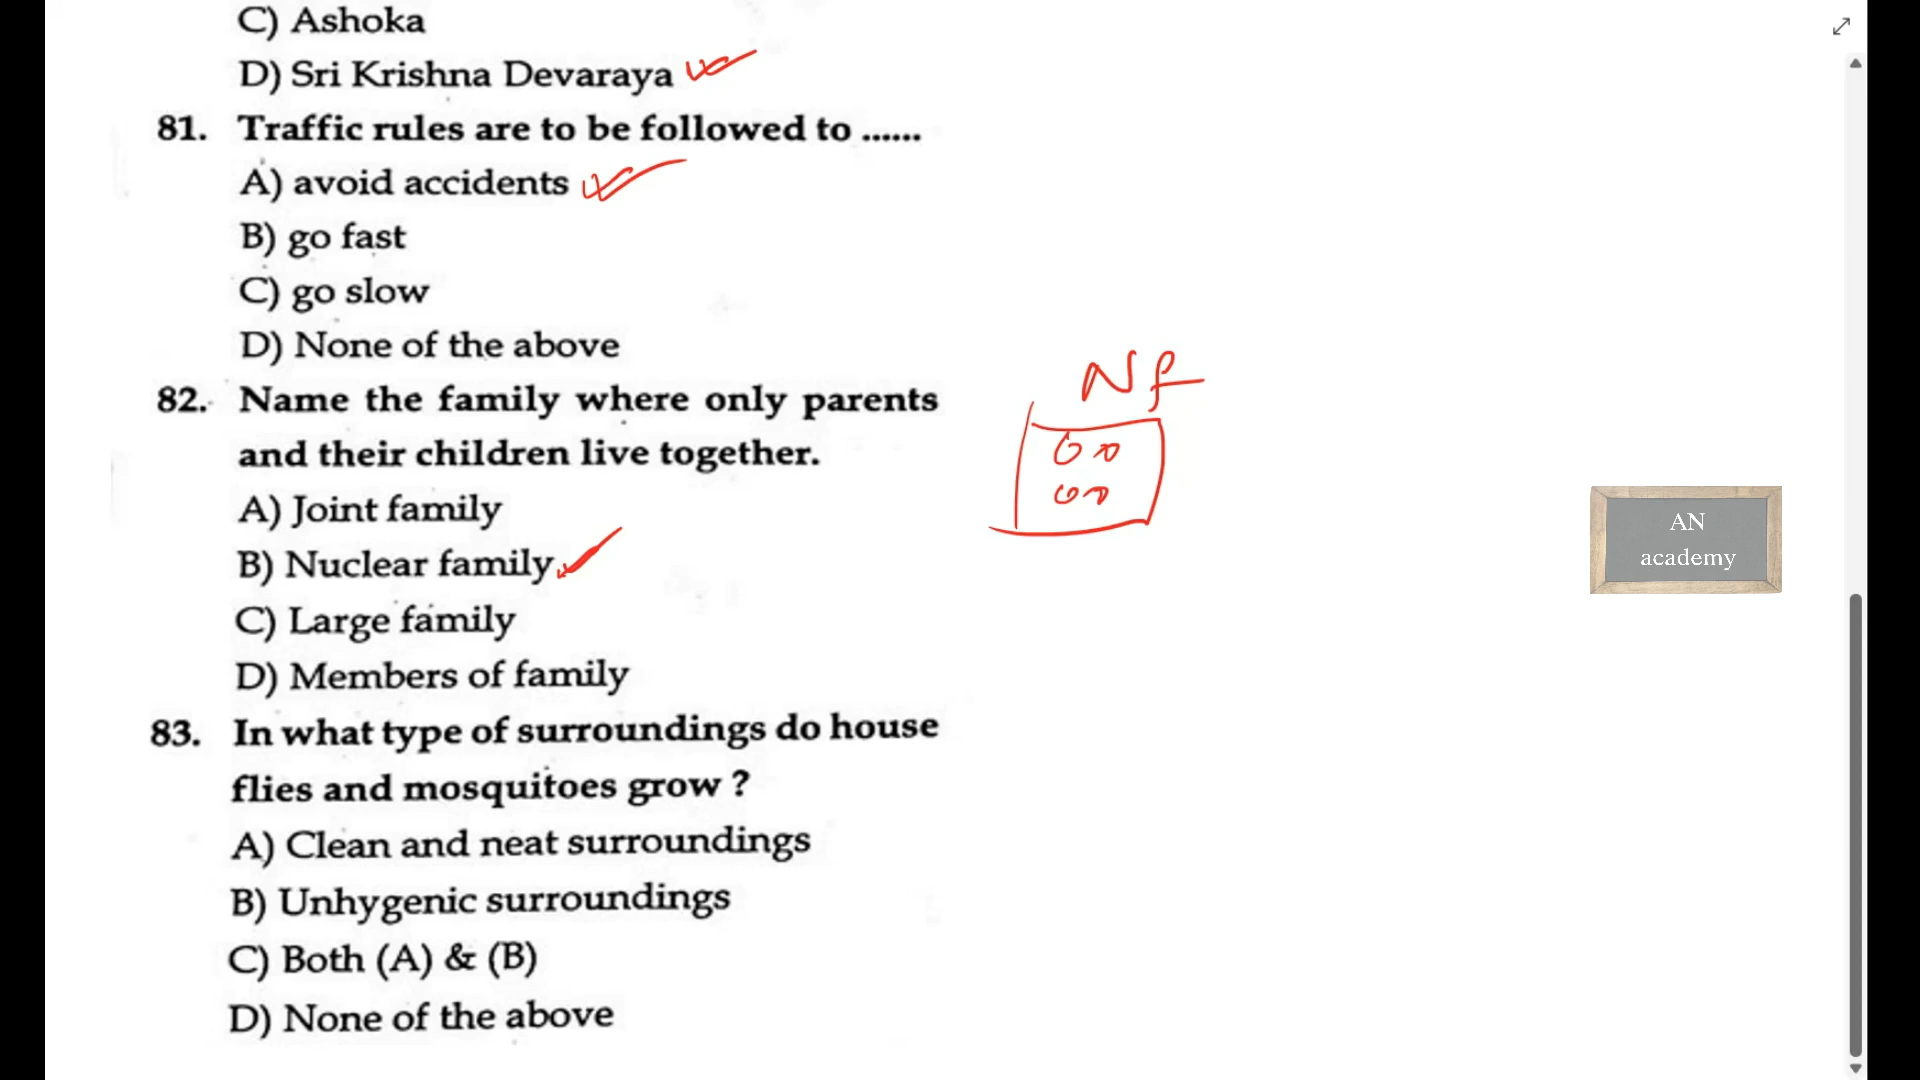 C) Ashoka
D) Sri Krishna Devaraya
81. Traffic rules are to be followed to ......
A) avoid accidents
B) go fast
C) go slow
D) None of the above
82. Name the family where only parents
and their children live together.
A) Joint family
B) Nuclear family
C) Large family
D) Members of family
83. In what type of surroundings do house
flies and mosquitoes grow ?
A) Clean and neat surroundings
B) Unhygenic surroundings
C) Both (A) & (B)
D) None of the above
Nf
AN
academy